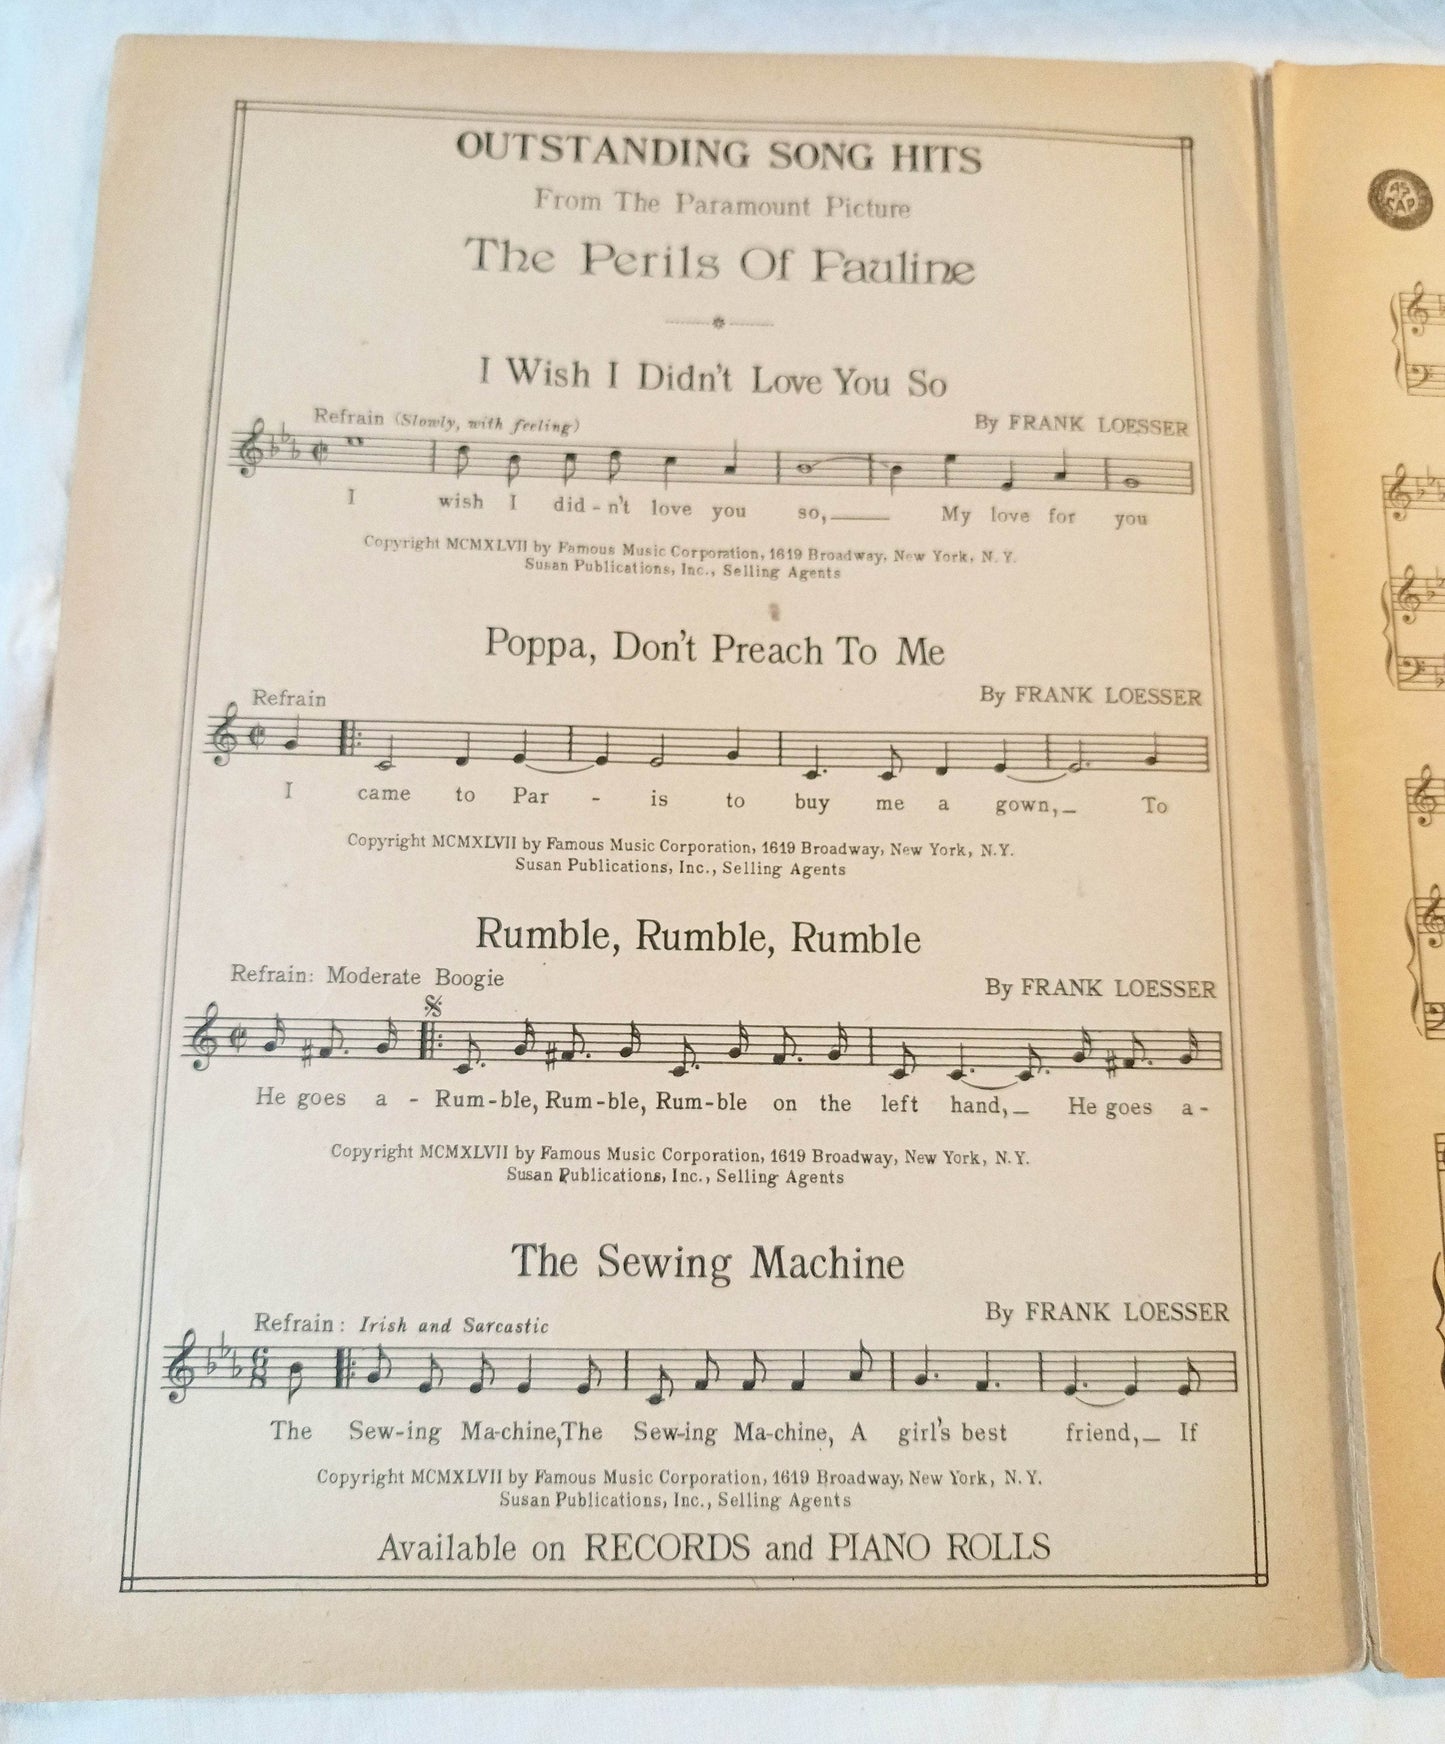 OUTSTANDING SONG HITS
From The Paramount Picture
The Perils Of Pauline
I Wish I Didn't Love You So
Refrain (Slowly, with feeling)
By FRANK LOESSER
I wish I did - n't love you so,___ My love for you
Copyright MCMXLVII by Famous Music Corporation, 1619 Broadway, New York, N. Y.
Susan Publications, Inc., Selling Agents
Poppa, Don't Preach To Me
Refrain
By FRANK LOESSER
I came to Par - is to buy me a gown,_ To
Copyright MCMXLVII by Famous Music Corporation, 1619 Broadway, New York, N.Y.
Susan Publications, Inc., Selling Agents
Rumble, Rumble, Rumble
Refrain: Moderate Boogie
By FRANK LOESSER
He goes a - Rum-ble, Rum-ble, Rum-ble on the left hand,_ He goes a-
Copyright MCMXLVII by Famous Music Corporation, 1619 Broadway, New York, N.Y.
Susan Publications, Inc., Selling Agents
The Sewing Machine
Refrain: Irish and Sarcastic
By FRANK LOESSER
6
8
The Sew-ing Ma-chine, The Sew-ing Ma-chine, A girl's best friend,_ If
Copyright MCMXLVII by Famous Music Corporation, 1619 Broadway, New York, N.Y.
Susan Publications, Inc., Selling Agents
Available on RECORDS and PIANO ROLLS
AS
CAP